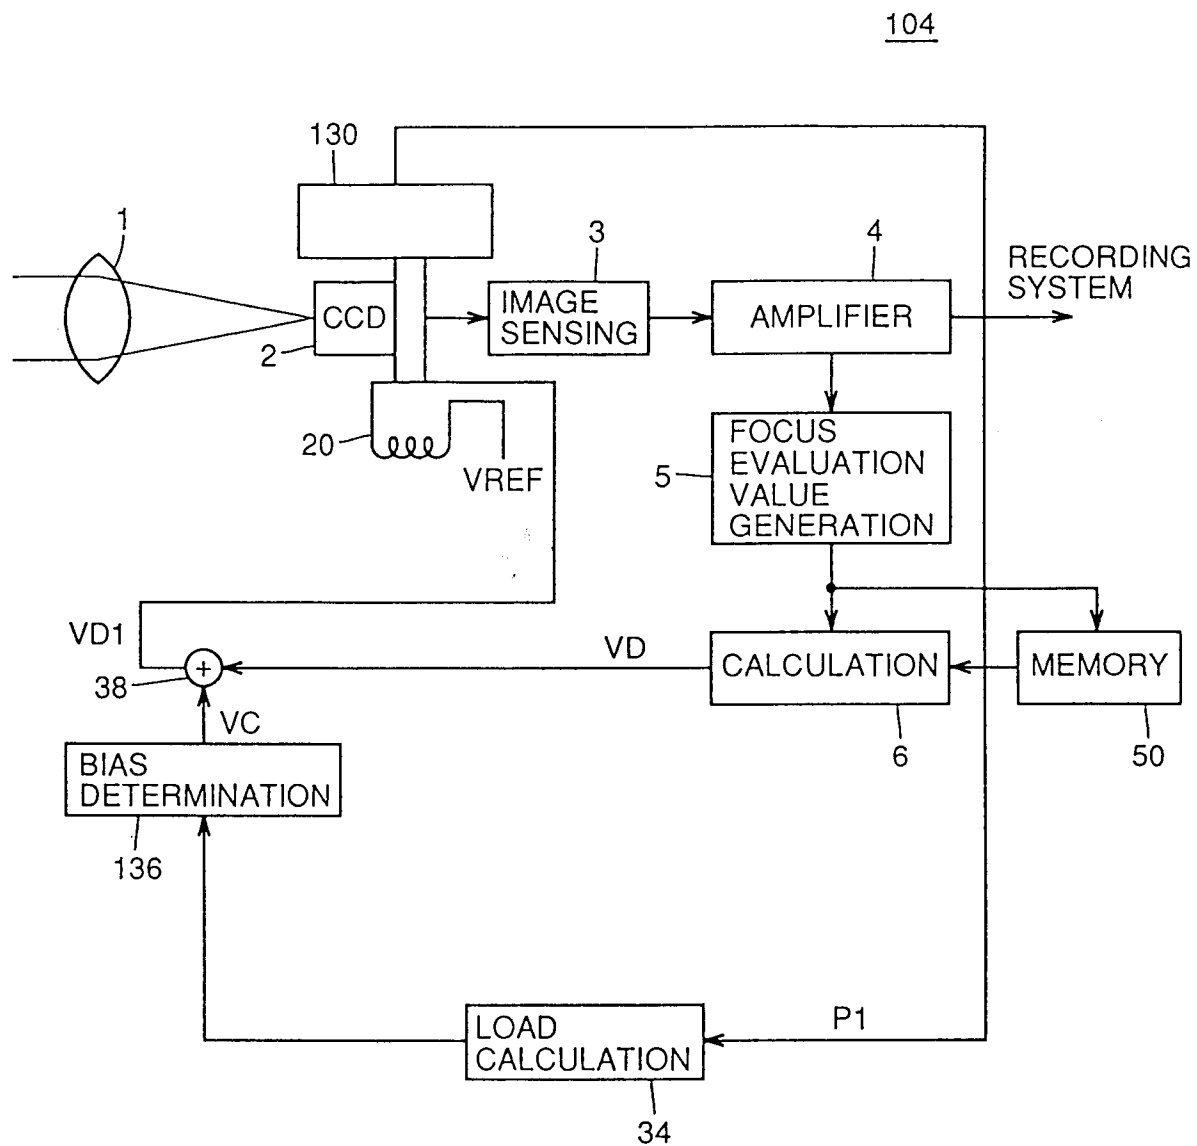 104
130
1
3
4
RECORDING
SYSTEM
CCD
IMAGE
SENSING
AMPLIFIER
2
20
VREF
FOCUS
EVALUATION
VALUE
GENERATION
5
VD1
VD
+
38
CALCULATION
MEMORY
VC
6
50
BIAS
DETERMINATION
136
P1
LOAD
CALCULATION
34